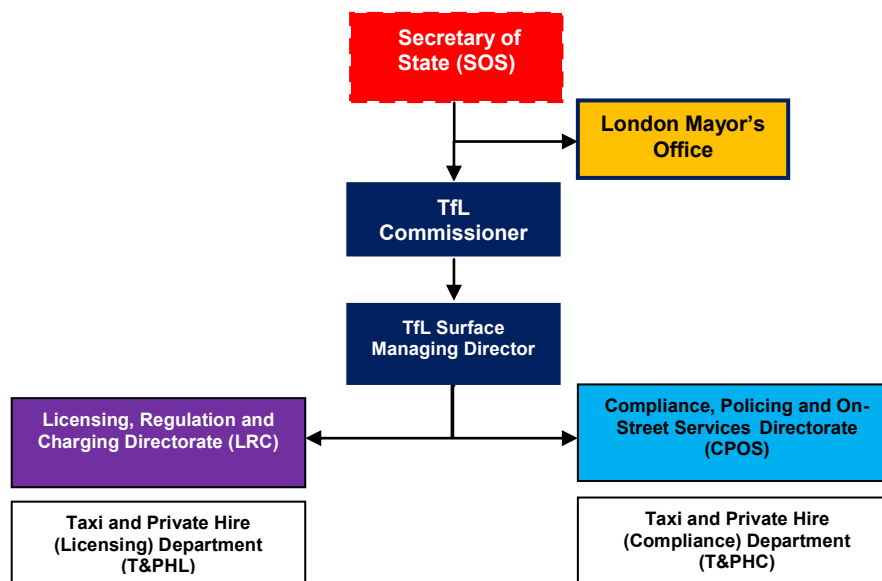 Secretary of
State (SOS)
London Mayor's
Office
TfL
Commissioner
TfL Surface
Managing Director
Licensing, Regulation and
Charging Directorate (LRC)
Compliance, Policing and On-
Street Services Directorate
(CPOS)
Taxi and Private Hire
(Licensing) Department
(T&PHL)
Taxi and Private Hire
(Compliance) Department
(T&PHC)